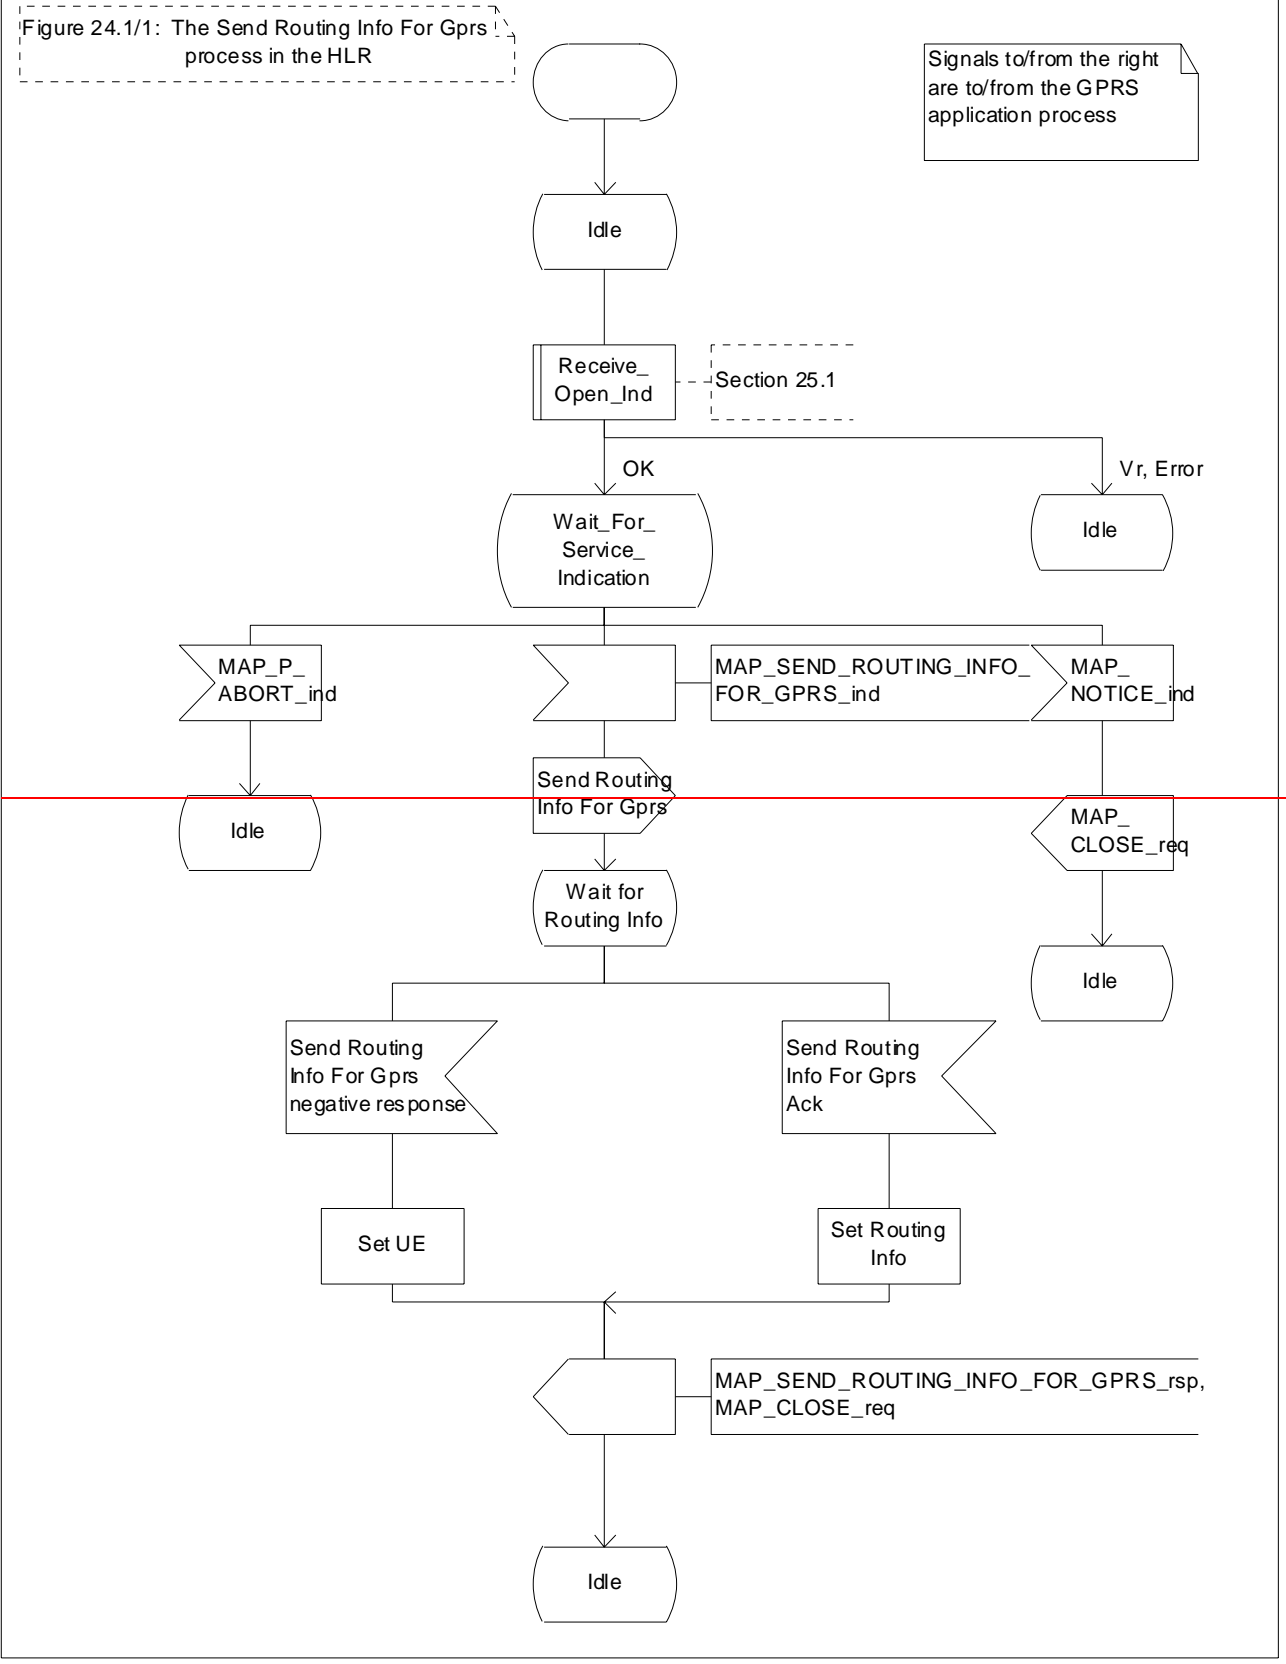 Figure 24.1/1: The Send Routing Info For Gprs
process in the HLR
Signals to/from the right
are to/from the GPRS
application process
Idle
Receive_
Open_Ind
Section 25.1
OK
Vr, Error
Wait_For_
Service_
Indication
Idle
MAP_P_
ABORT_ind
MAP_SEND_ROUTING_INFO_
FOR_GPRS_ind
MAP_
NOTICE_ind
Send Routing
Info For Gprs
Idle
MAP_
CLOSE_req
Wait for
Routing Info
Idle
Send Routing
Info For Gprs
negative response
Send Routing
Info For Gprs
Ack
Set UE
Set Routing
Info
MAP_SEND_ROUTING_INFO_FOR_GPRS_rsp,
MAP_CLOSE_req
Idle